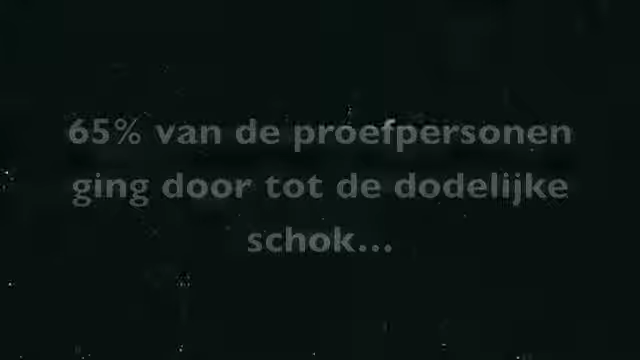 65% van de proefpersonen
ging door tot de dodelijke
schok...